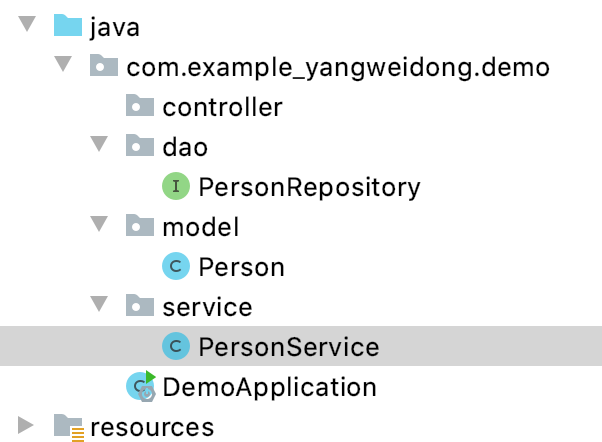 java
com.example_yangweidong.demo
controller
dao
I PersonRepository
model
C Person
service
C PersonService
C DemoApplication
resources